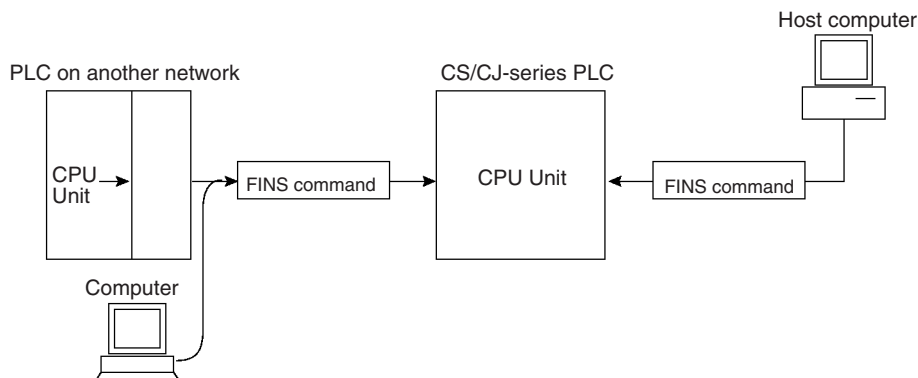 Host computer
PLC on another network
CS/CJ-series PLC
CPU
Unit
FINS command
CPU Unit
FINS command
Computer